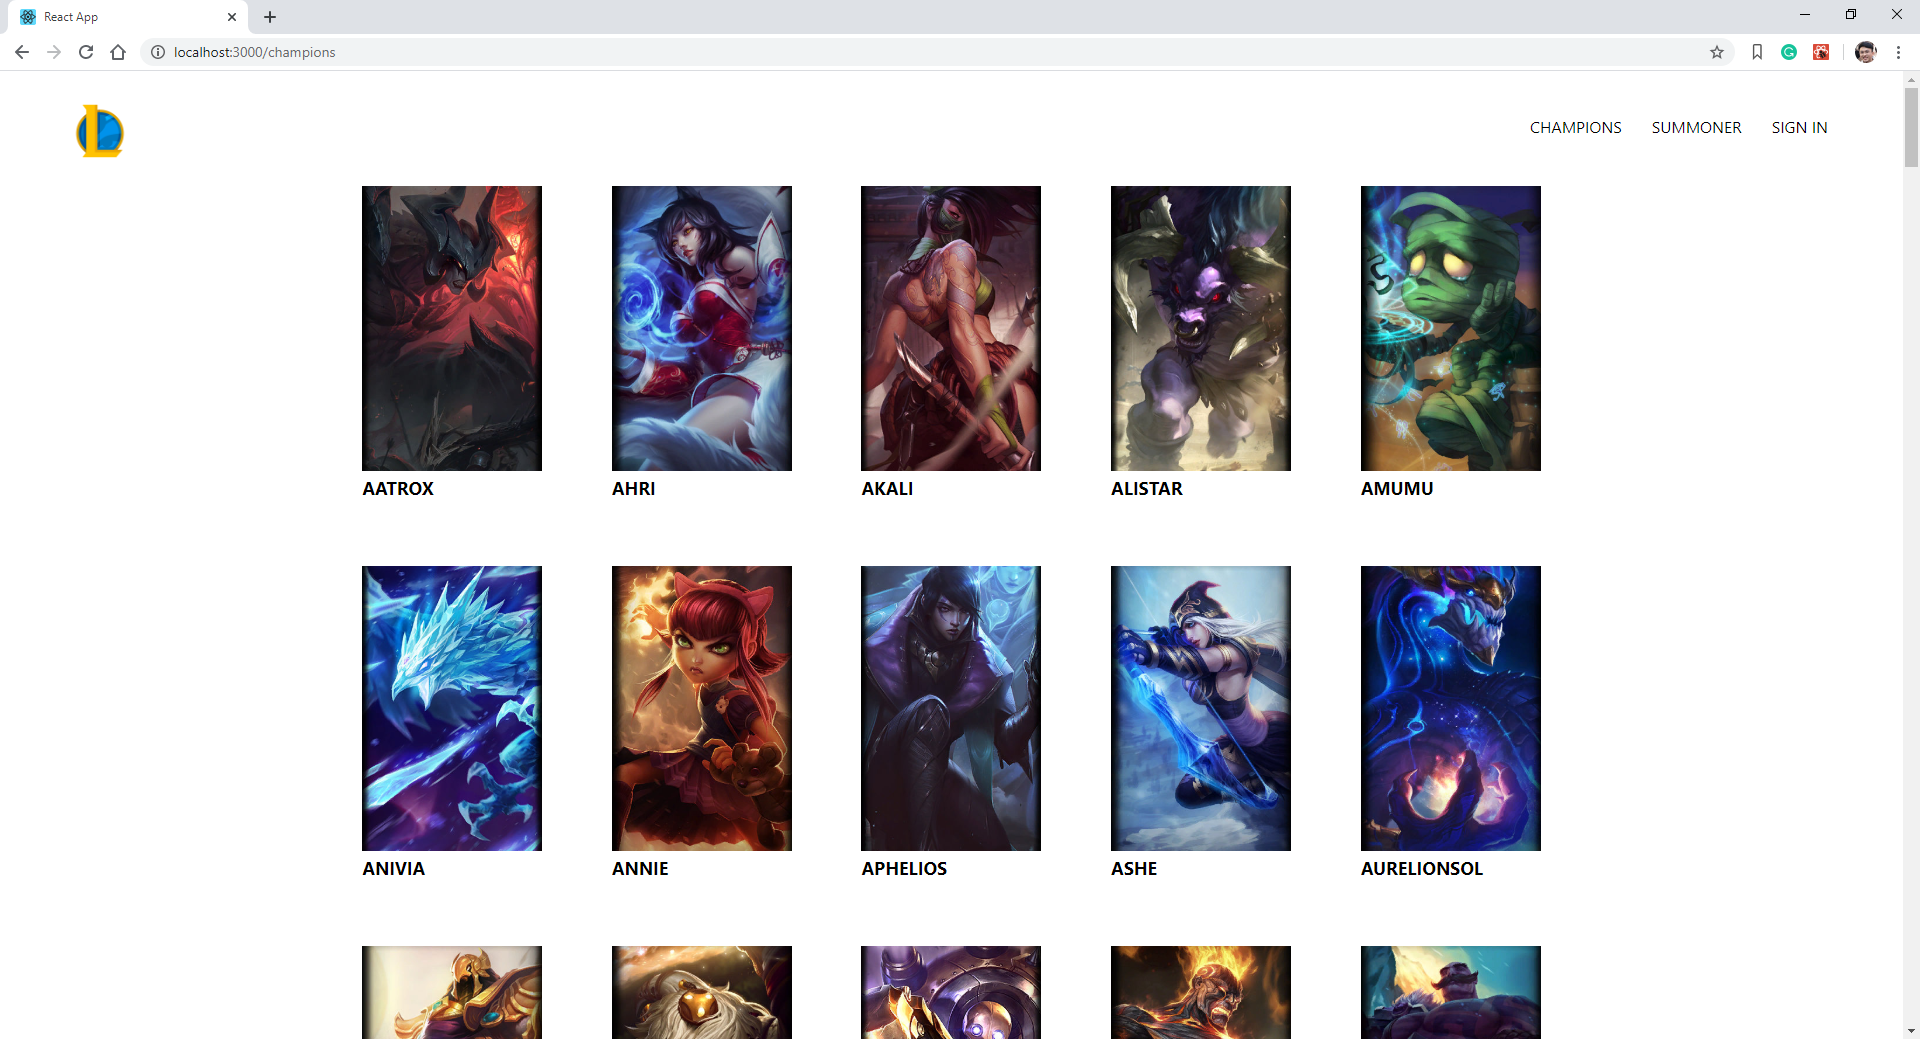 React App
localhost:3000/champions
CHAMPIONS SUMMONER SIGN IN
AATROX AHRI AKALI ALISTAR AMUMU
ANIVIA ANNIE APHELIOS ASHE AURELIONSOL